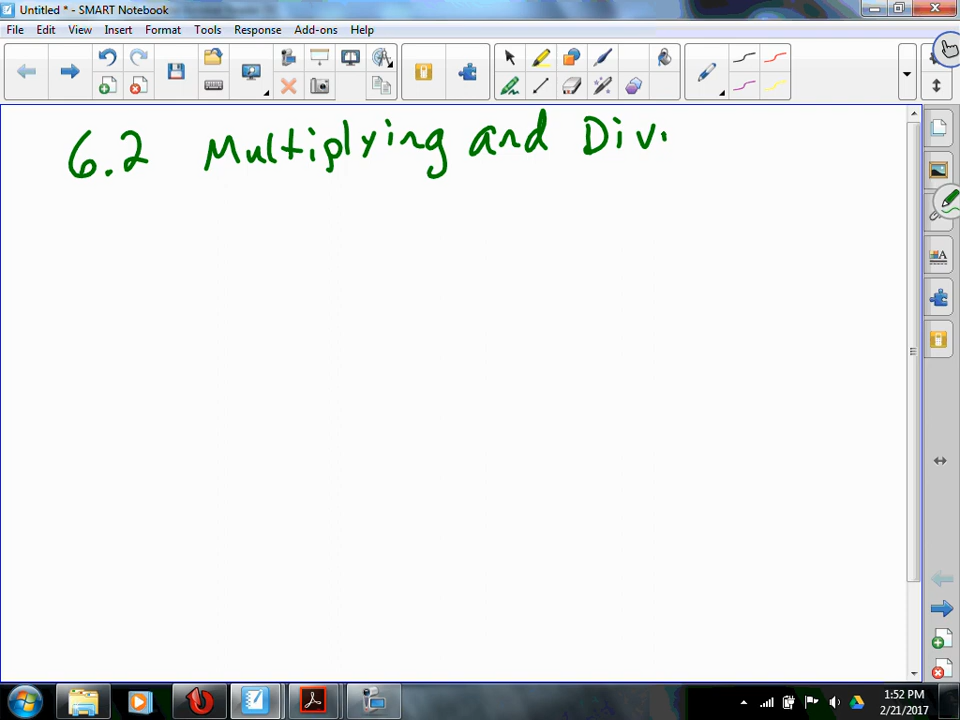 Untitled * - SMART Notebook
File Edit View Insert Format Tools Response Add-ons Help
6.2 Multiplying and Divi
1:52 PM
2/21/2017